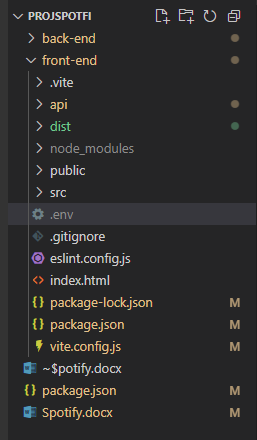 PROJSPOTFI
back-end
front-end
.vite
api
dist
node_modules
public
src
.env
.gitignore
eslint.config.js
index.html
package-lock.json M
package.json M
vite.config.js M
~$potify.docx
package.json M
Spotify.docx M